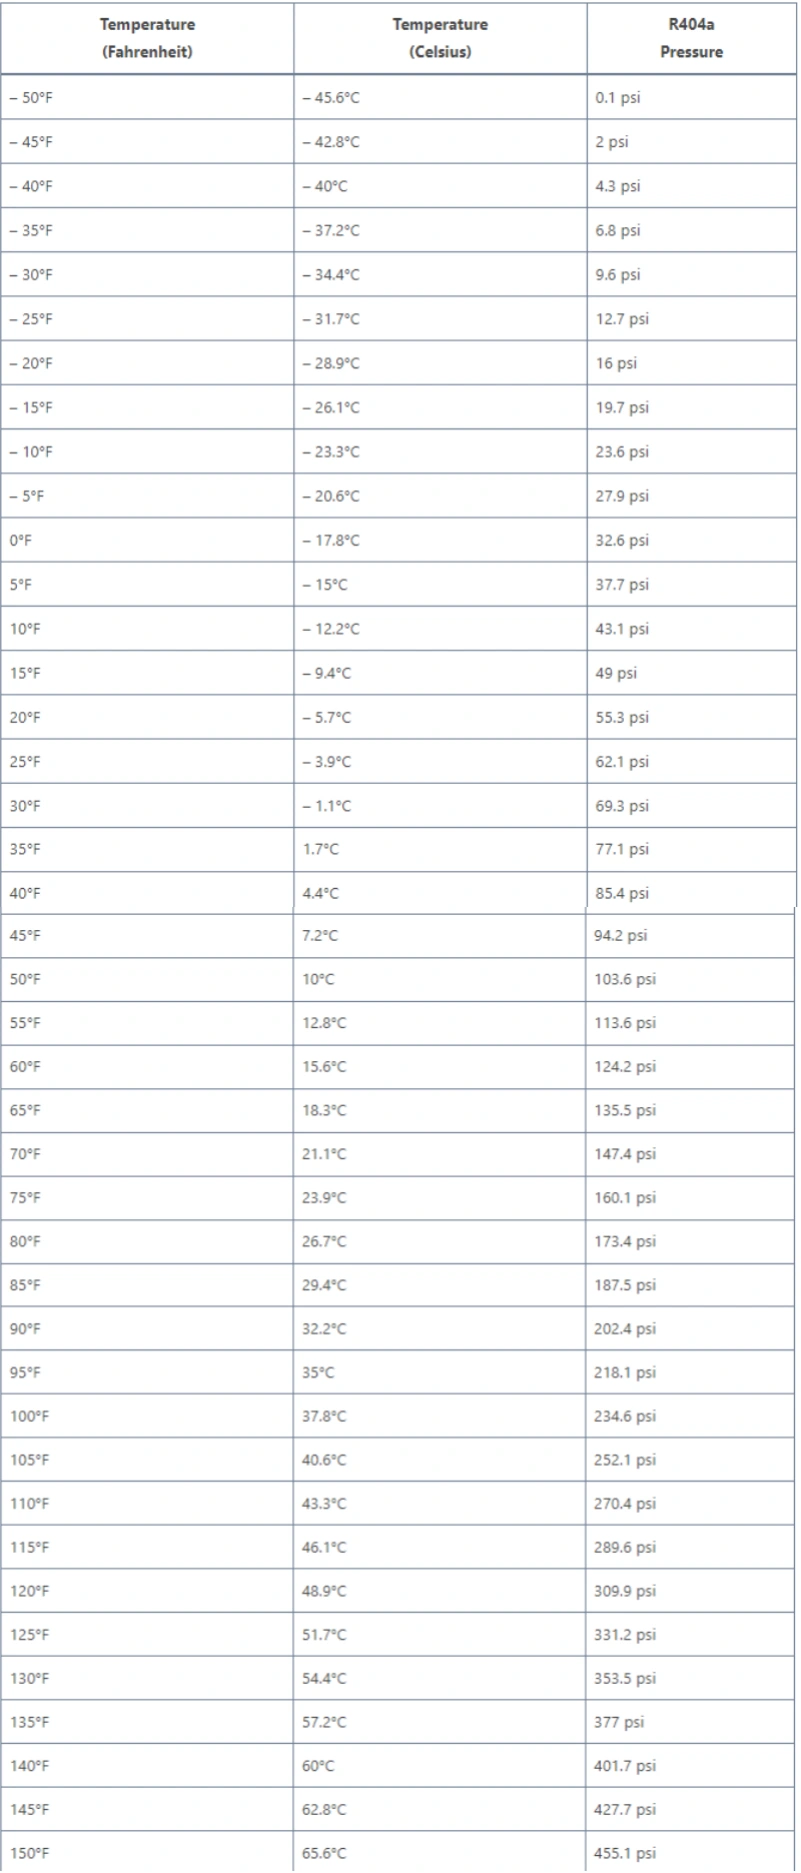 Temperature Temperature R404a
(Fahrenheit) (Celsius) Pressure
– 50°F – 45.6°C 0.1 psi
– 45°F – 42.8°C 2 psi
– 40°F – 40°C 4.3 psi
– 35°F – 37.2°C 6.8 psi
– 30°F – 34.4°C 9.6 psi
– 25°F – 31.7°C 12.7 psi
– 20°F – 28.9°C 16 psi
– 15°F – 26.1°C 19.7 psi
– 10°F – 23.3°C 23.6 psi
– 5°F – 20.6°C 27.9 psi
0°F – 17.8°C 32.6 psi
5°F – 15°C 37.7 psi
10°F – 12.2°C 43.1 psi
15°F – 9.4°C 49 psi
20°F – 5.7°C 55.3 psi
25°F – 3.9°C 62.1 psi
30°F – 1.1°C 69.3 psi
35°F 1.7°C 77.1 psi
40°F 4.4°C 85.4 psi
45°F 7.2°C 94.2 psi
50°F 10°C 103.6 psi
55°F 12.8°C 113.6 psi
60°F 15.6°C 124.2 psi
65°F 18.3°C 135.5 psi
70°F 21.1°C 147.4 psi
75°F 23.9°C 160.1 psi
80°F 26.7°C 173.4 psi
85°F 29.4°C 187.5 psi
90°F 32.2°C 202.4 psi
95°F 35°C 218.1 psi
100°F 37.8°C 234.6 psi
105°F 40.6°C 252.1 psi
110°F 43.3°C 270.4 psi
115°F 46.1°C 289.6 psi
120°F 48.9°C 309.9 psi
125°F 51.7°C 331.2 psi
130°F 54.4°C 353.5 psi
135°F 57.2°C 377 psi
140°F 60°C 401.7 psi
145°F 62.8°C 427.7 psi
150°F 65.6°C 455.1 psi